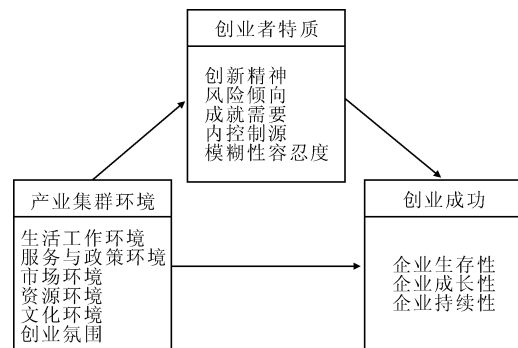 创业者特质
创新精神
风险倾向
成就需要
内控制源
模糊性容忍度
产业集群环境
生活工作环境
服务与政策环境
市场环境
资源环境
文化环境
创业氛围
创业成功
企业生存性
企业成长性
企业持续性